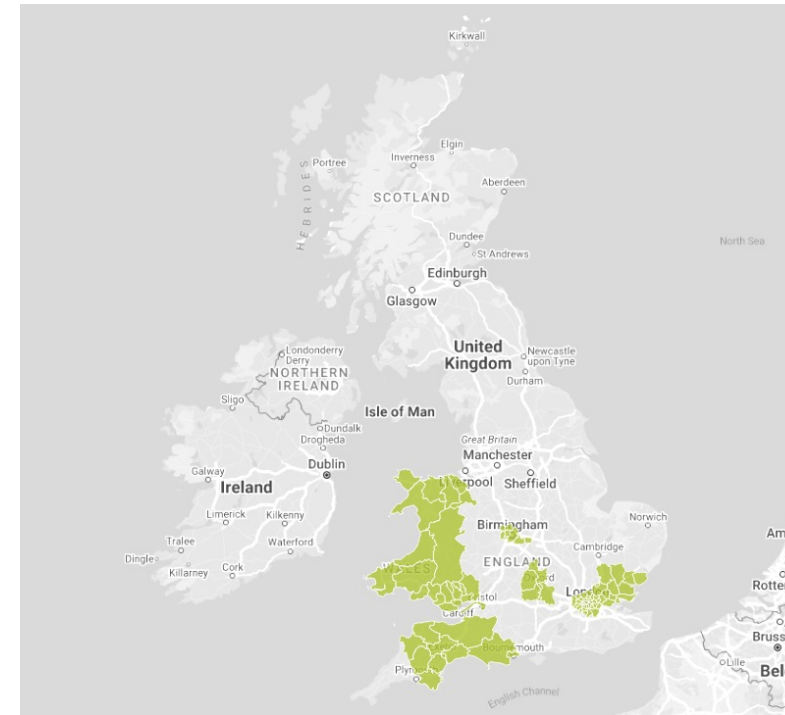 Kirkwall
Elgin
Inverness
Portree
Aberdeen
SCOTLAND
HEBRIDES
Dundee
St Andrews
North Sea
Edinburgh
Glasgow
United
Kingdom
Newcastle
upon Tyne
Durham
Londonderry
Derry
NORTHERN
IRELAND
Sligo
Isle of Man
Dundalk
Drogheda
Great Britain
Manchester
Dublin
Galway
Ireland
Liverpool
Sheffield
Limerick
Kilkenny
Birmingham
Norwich
Tralee
Waterford
Cambridge
Am
Dingle
Cork
Killarney
ENGLAND
WALES
Rotte
Cardiff
Bruss
Bournemouth
Lille
Bel
English Channel